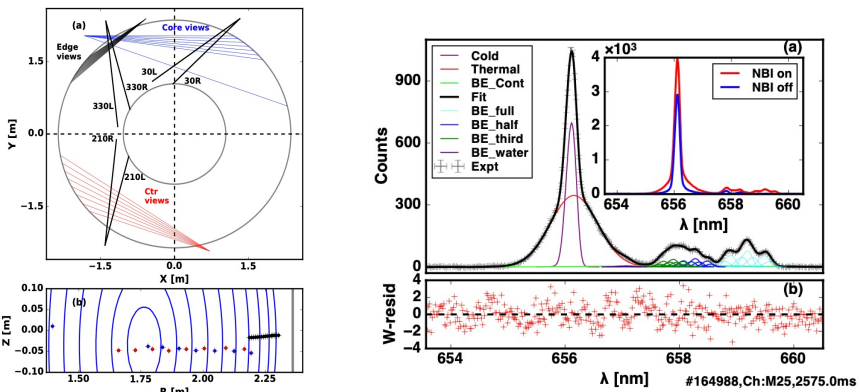 (a)
Core views
Edge
views
30L
30R
330R
330L
210R
210L
Ctr
views
1.5
0.0
−1.5
Y [m]
−1.5
0.0
1.5
X [m]
(b)
0.10
0.05
0.00
−0.05
−0.10
Z [m]
1.50
1.75
2.00
2.25
R [m]
(a)
Cold
Thermal
BE_Cont
Fit
BE_full
BE_half
BE_third
BE_water
Expt
900
600
300
0
Counts
×10³
4
3
2
1
0
NBI on
NBI off
654
656
658
660
λ [nm]
(b)
4
2
0
−2
−4
W-resid
654
656
658
660
λ [nm]
#164988,Ch:M25,2575.0ms